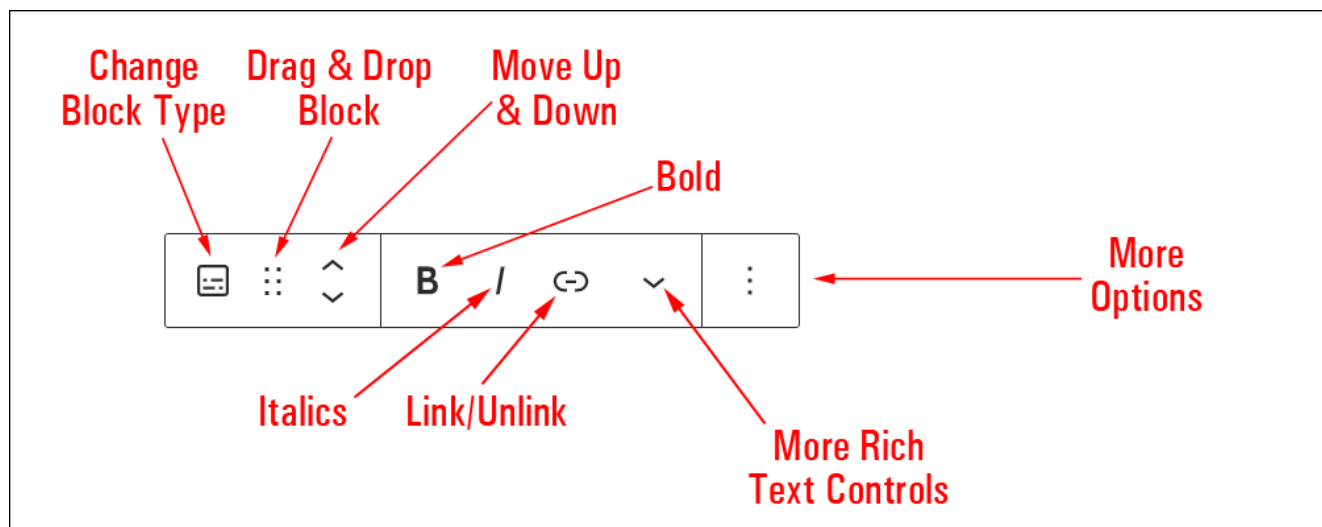 Change
Block Type
Drag & Drop
Block
Move Up
& Down
Bold
B
I
More
Options
Italics
Link/Unlink
More Rich
Text Controls